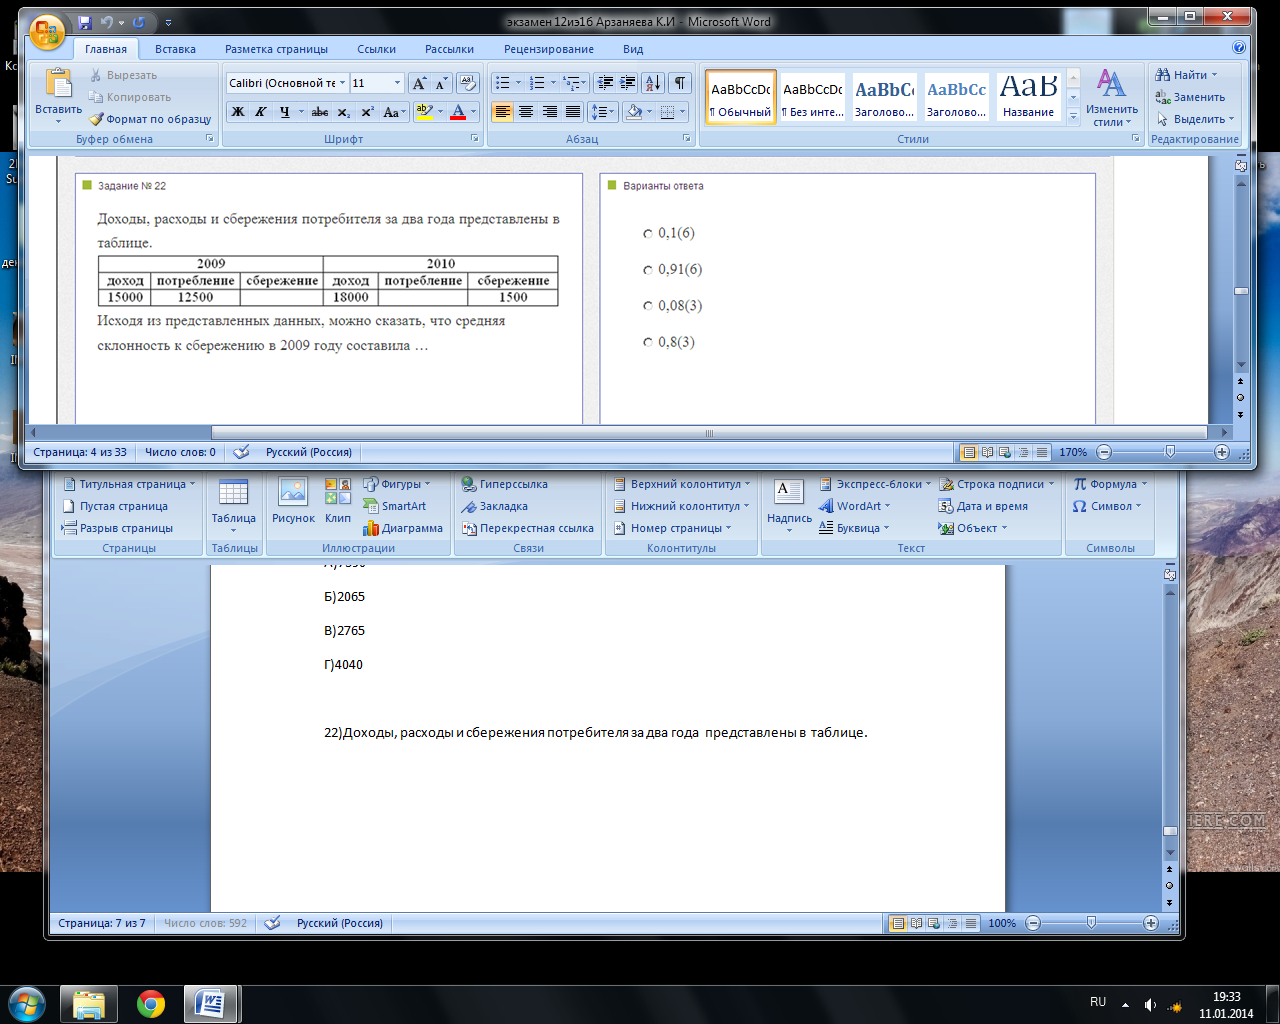 экзамен 12иэ1б Арзаняева К.И - Microsoft Word
Главная Вставка Разметка страницы Ссылки Рассылки Рецензирование Вид
Вставить
Вырезать
Копировать
Формат по образцу
Буфер обмена
Calibri (Основной те 11
Ж К Ч abc x₂ x² Aa
Шрифт
Абзац
AaBbCcDc AaBbCcDc AaBbCc AaBbCc AaB
¶ Обычный ¶ Без инте... Заголово... Заголово... Название
Изменить стили
Стили
Найти
Заменить
Выделить
Редактирование
Задание № 22
Доходы, расходы и сбережения потребителя за два года представлены в
таблице.
2009 2010
доход потребление сбережение доход потребление сбережение
15000 12500 18000 1500
Исходя из представленных данных, можно сказать, что средняя
склонность к сбережению в 2009 году составила …
Варианты ответа
0,1(6)
0,91(6)
0,08(3)
0,8(3)
Страница: 4 из 33 Число слов: 0 Русский (Россия) 170%
Титульная страница
Пустая страница
Разрыв страницы
Страницы
Таблица
Таблицы
Рисунок Клип
Фигуры
SmartArt
Диаграмма
Иллюстрации
Гиперссылка
Закладка
Перекрестная ссылка
Связи
Верхний колонтитул
Нижний колонтитул
Номер страницы
Колонтитулы
Надпись
Экспресс-блоки
WordArt
Буквица
Строка подписи
Дата и время
Объект
Текст
Формула
Символ
Символы
Б)2065
В)2765
Г)4040
22)Доходы, расходы и сбережения потребителя за два года представлены в таблице.
Страница: 7 из 7 Число слов: 592 Русский (Россия) 100%
HERE.COM
RU
19:33
11.01.2014